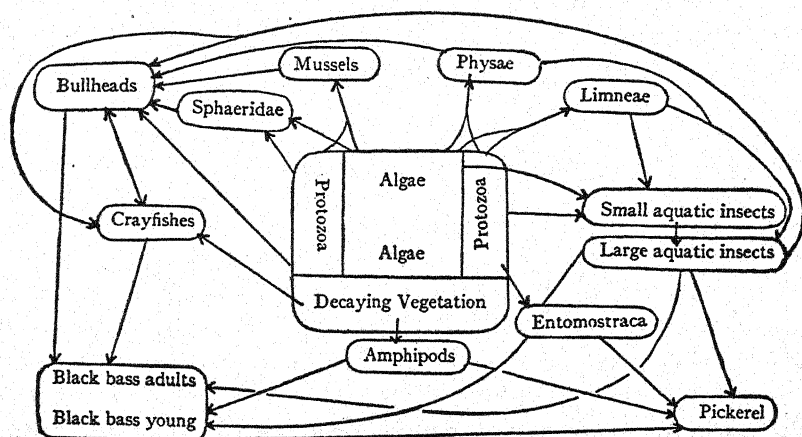 Mussels
Physae
Bullheads
Sphaeridae
Limneae
Protozoa
Algae
Protozoa
Small aquatic insects
Crayfishes
Algae
Large aquatic insects
Decaying Vegetation
Entomostraca
Amphipods
Black bass adults
Black bass young
Pickerel